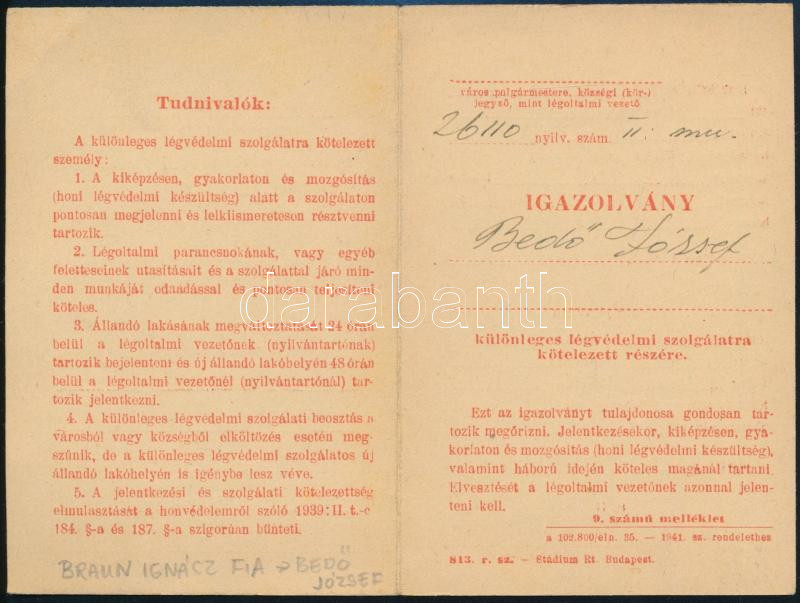 Tudnivalók:
A különleges légvédelmi szolgálatra kötelezett
személy:
1. A kiképzésen, gyakorlaton és mozgósítás
(honi légvédelmi készültség) alatt a szolgálaton
pontosan megjelenni és lelkiismeretesen résztvenni
tartozik.
2. Légoltalmi parancsnokának, vagy egyéb
feletteseinek utasításait és a szolgálattal járó min-
den munkáját odaadással és pontosan teljesíteni
köteles.
3. Állandó lakásának megváltoztatását 24 órán
belül a légoltalmi vezetőnek (nyilvántartónak)
tartozik bejelenteni és új állandó lakóhelyén 48 órán
belül a légoltalmi vezetőnél (nyilvántartónál) tar-
tozik jelentkezni.
4. A különleges légvédelmi szolgálati beosztás a
városból vagy községből elköltözés esetén meg-
szűnik, de a különleges légvédelmi szolgálatos új
állandó lakóhelyén is igénybe lesz véve.
5. A jelentkezési és szolgálati kötelezettség
elmulasztását a honvédelemről szóló 1939: II. t.-c
184. §-a és 187. §-a szigorúan bünteti.
BRAUN IGNÁCZ FIA → BEDŐ
JÓZSEF
város polgármestere, községi (kör-)
jegyző, mint légoltalmi vezető
26110 nyilv. szám II.
IGAZOLVÁNY
Bedő József
különleges légvédelmi szolgálatra
kötelezett részére.
Ezt az igazolványt tulajdonosa gondosan tar-
tozik megőrizni. Jelentkezésekor, kiképzésen, gya-
korlaton és mozgósítás (honi légvédelmi készültség),
valamint háború idején köteles magánál tartani.
Elvesztését a légoltalmi vezetőnek azonnal jelen-
teni kell.
9. számú melléklet
a 102.800/eln. 35. — 1941. sz. rendelethez
813. r. sz. — Stádium Rt. Budapest.
darabanth